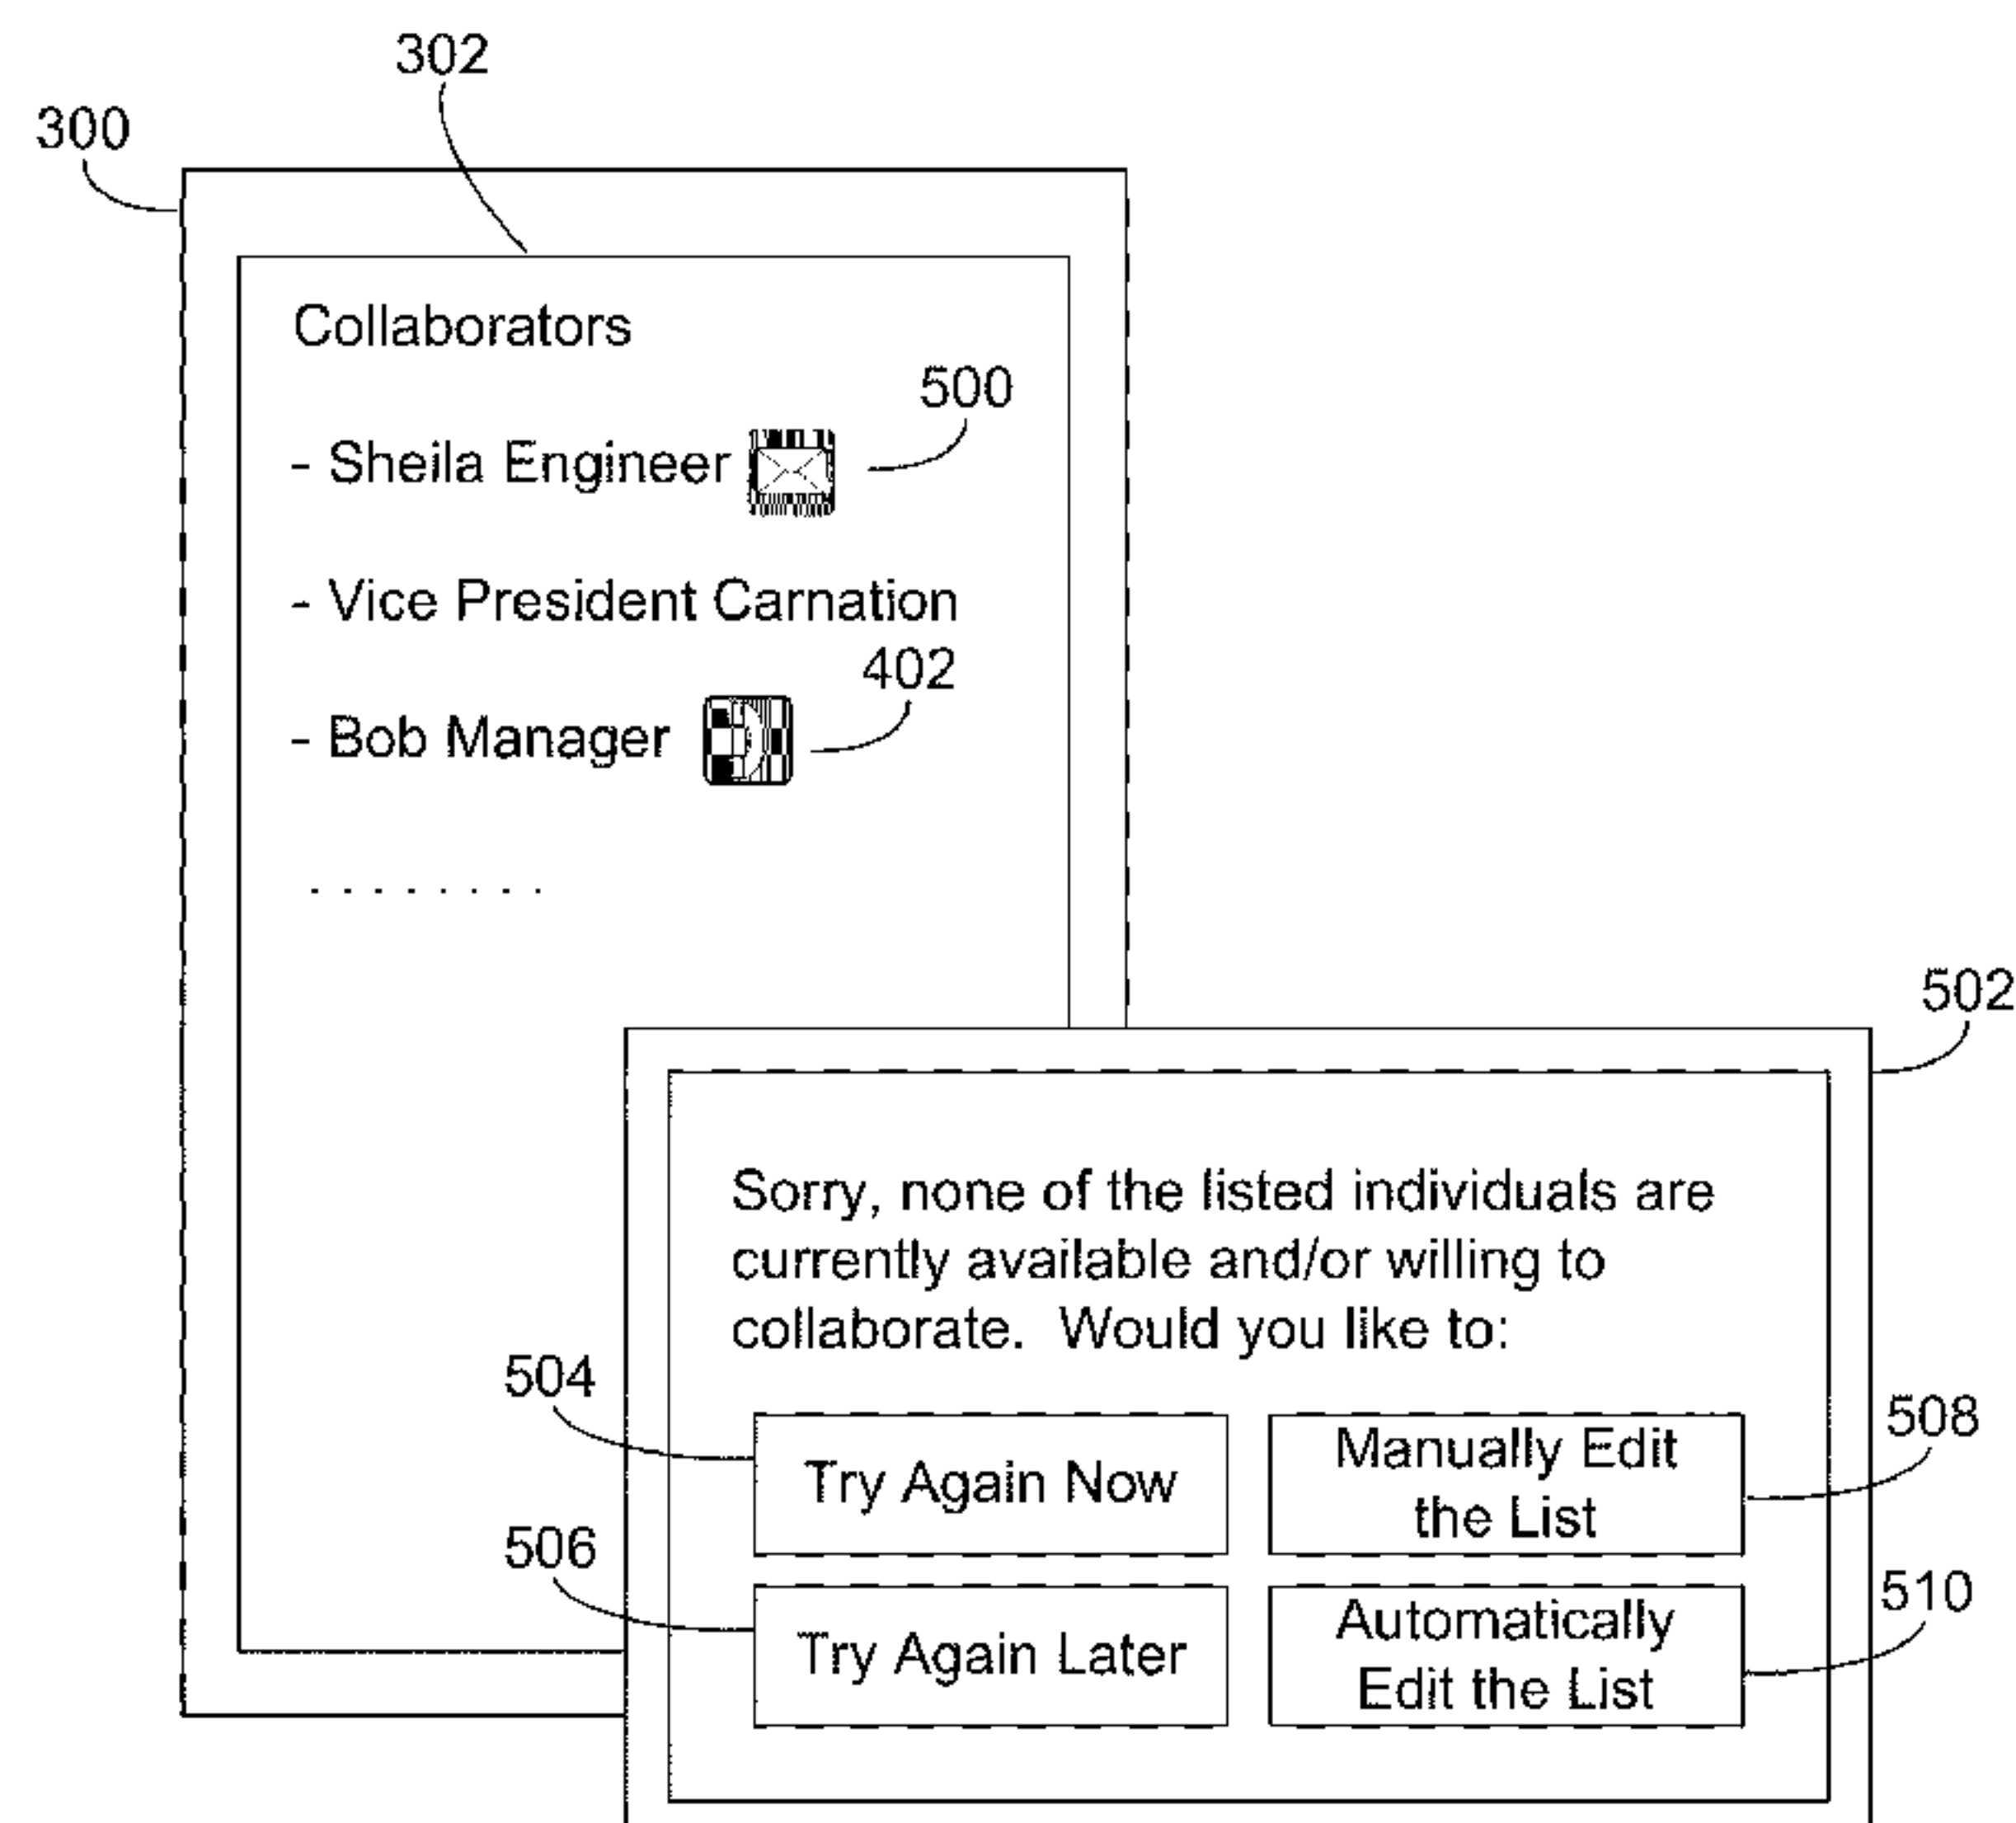 302
300
Collaborators
500
- Sheila Engineer
- Vice President Carnation
402
- Bob Manager
. . . . . . . .
502
Sorry, none of the listed individuals are
currently available and/or willing to
collaborate. Would you like to:
504
508
Try Again Now
Manually Edit
the List
506
510
Try Again Later
Automatically
Edit the List